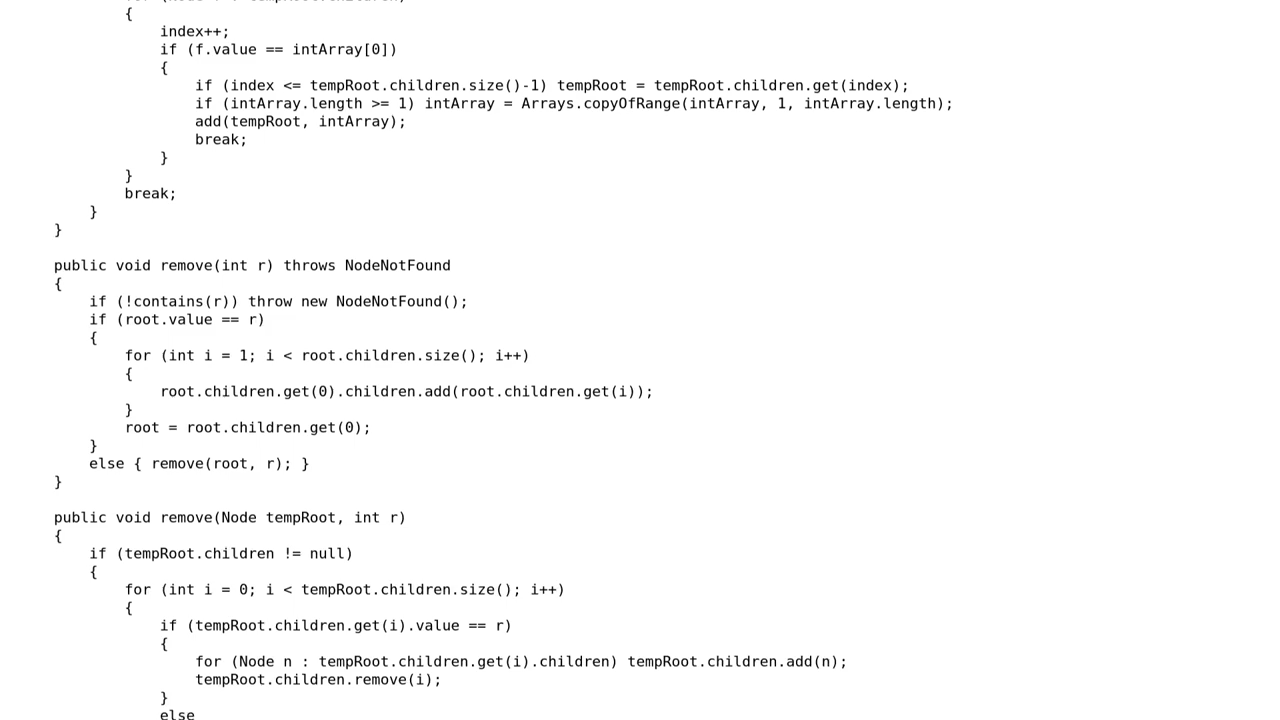 {
index++;
if (f.value == intArray[0])
{
if (index <= tempRoot.children.size()-1) tempRoot = tempRoot.children.get(index);
if (intArray.length >= 1) intArray = Arrays.copyOfRange(intArray, 1, intArray.length);
add(tempRoot, intArray);
break;
}
}
break;
}
}
public void remove(int r) throws NodeNotFound
{
if (!contains(r)) throw new NodeNotFound();
if (root.value == r)
{
for (int i = 1; i < root.children.size(); i++)
{
root.children.get(0).children.add(root.children.get(i));
}
root = root.children.get(0);
}
else { remove(root, r); }
}
public void remove(Node tempRoot, int r)
{
if (tempRoot.children != null)
{
for (int i = 0; i < tempRoot.children.size(); i++)
{
if (tempRoot.children.get(i).value == r)
{
for (Node n : tempRoot.children.get(i).children) tempRoot.children.add(n);
tempRoot.children.remove(i);
}
else